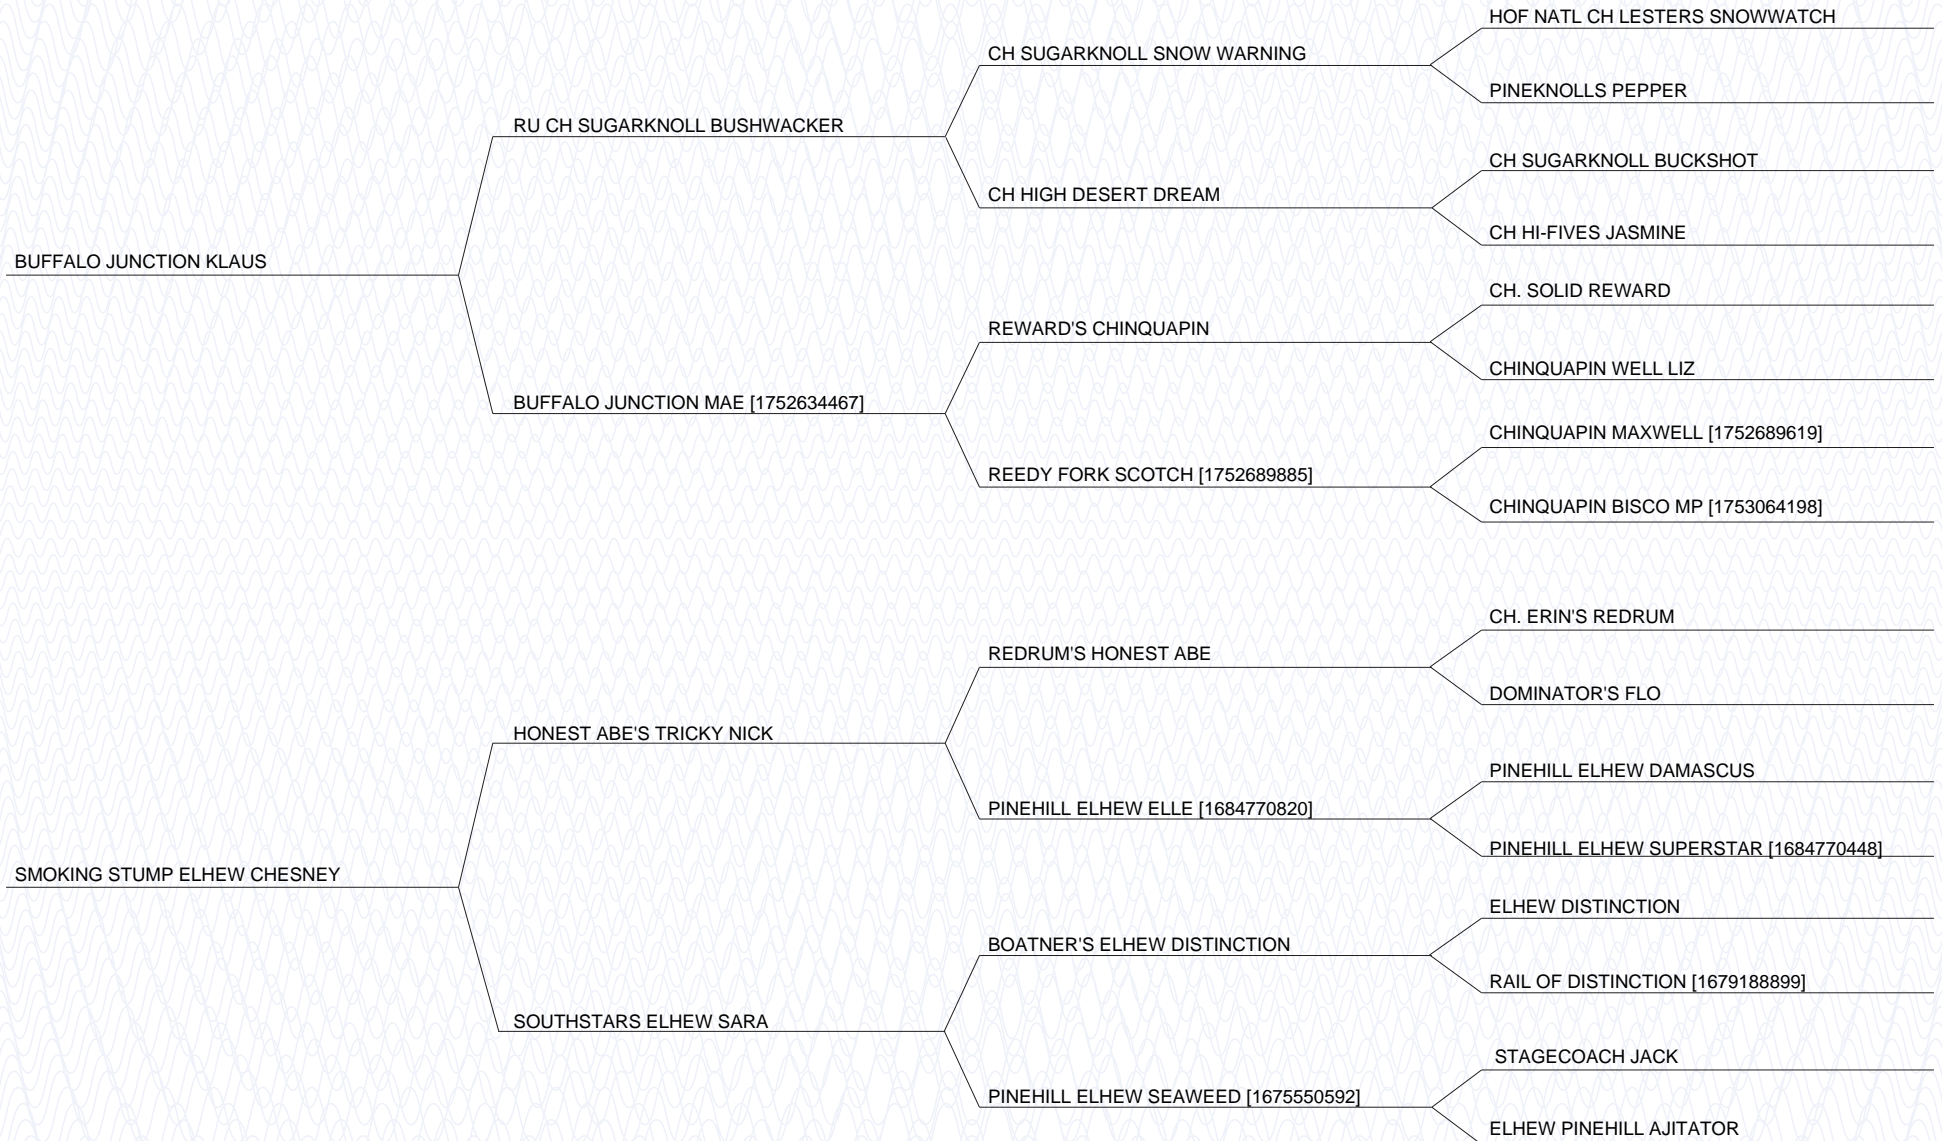 HOF NATL CH LESTERS SNOWWATCH
CH SUGARKNOLL SNOW WARNING
PINEKNOLLS PEPPER
RU CH SUGARKNOLL BUSHWACKER
CH SUGARKNOLL BUCKSHOT
CH HIGH DESERT DREAM
CH HI-FIVES JASMINE
BUFFALO JUNCTION KLAUS
CH. SOLID REWARD
REWARD'S CHINQUAPIN
CHINQUAPIN WELL LIZ
BUFFALO JUNCTION MAE [1752634467]
CHINQUAPIN MAXWELL [1752689619]
REEDY FORK SCOTCH [1752689885]
CHINQUAPIN BISCO MP [1753064198]
CH. ERIN'S REDRUM
REDRUM'S HONEST ABE
DOMINATOR'S FLO
HONEST ABE'S TRICKY NICK
PINEHILL ELHEW DAMASCUS
PINEHILL ELHEW ELLE [1684770820]
PINEHILL ELHEW SUPERSTAR [1684770448]
SMOKING STUMP ELHEW CHESNEY
ELHEW DISTINCTION
BOATNER'S ELHEW DISTINCTION
RAIL OF DISTINCTION [1679188899]
SOUTHSTARS ELHEW SARA
STAGECOACH JACK
PINEHILL ELHEW SEAWEED [1675550592]
ELHEW PINEHILL AJITATOR